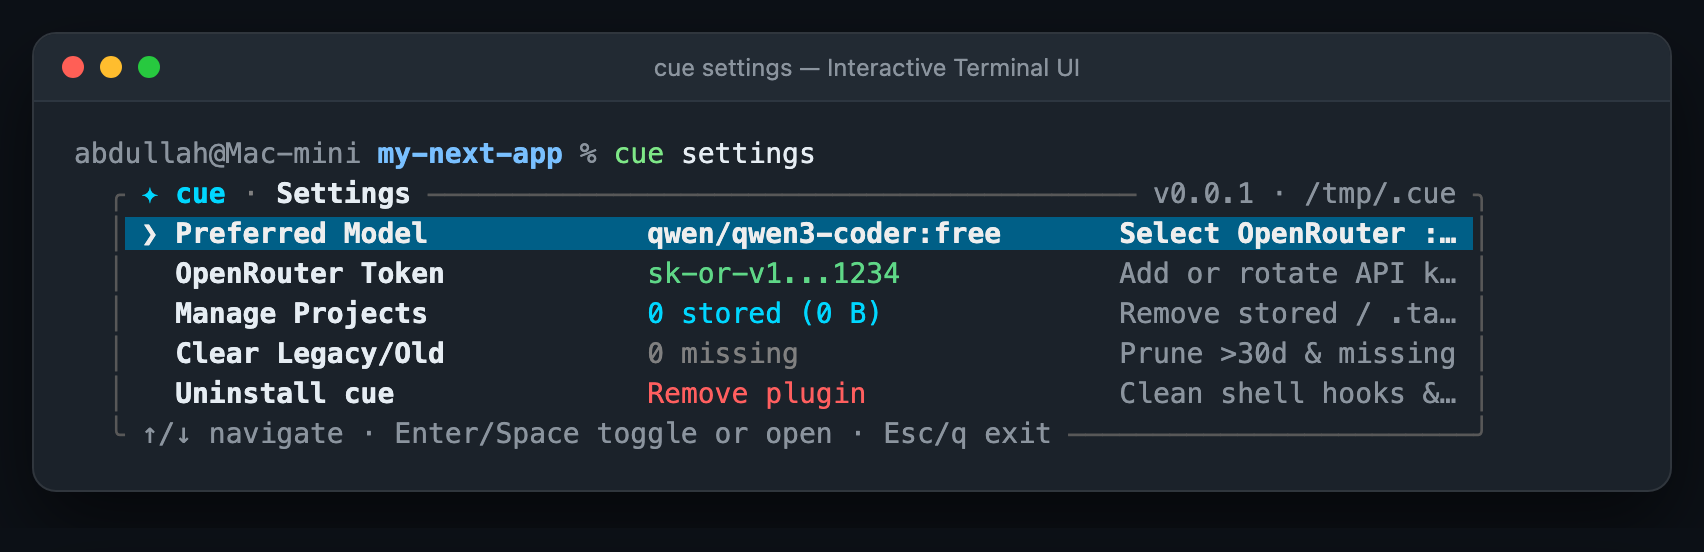 cue settings — Interactive Terminal UI
abdullah@Mac-mini my-next-app % cue settings
✦ cue · Settings v0.0.1 · /tmp/.cue
❯ Preferred Model qwen/qwen3-coder:free Select OpenRouter :…
OpenRouter Token sk-or-v1...1234 Add or rotate API k…
Manage Projects 0 stored (0 B) Remove stored / .ta…
Clear Legacy/Old 0 missing Prune >30d & missing
Uninstall cue Remove plugin Clean shell hooks &…
↑/↓ navigate · Enter/Space toggle or open · Esc/q exit